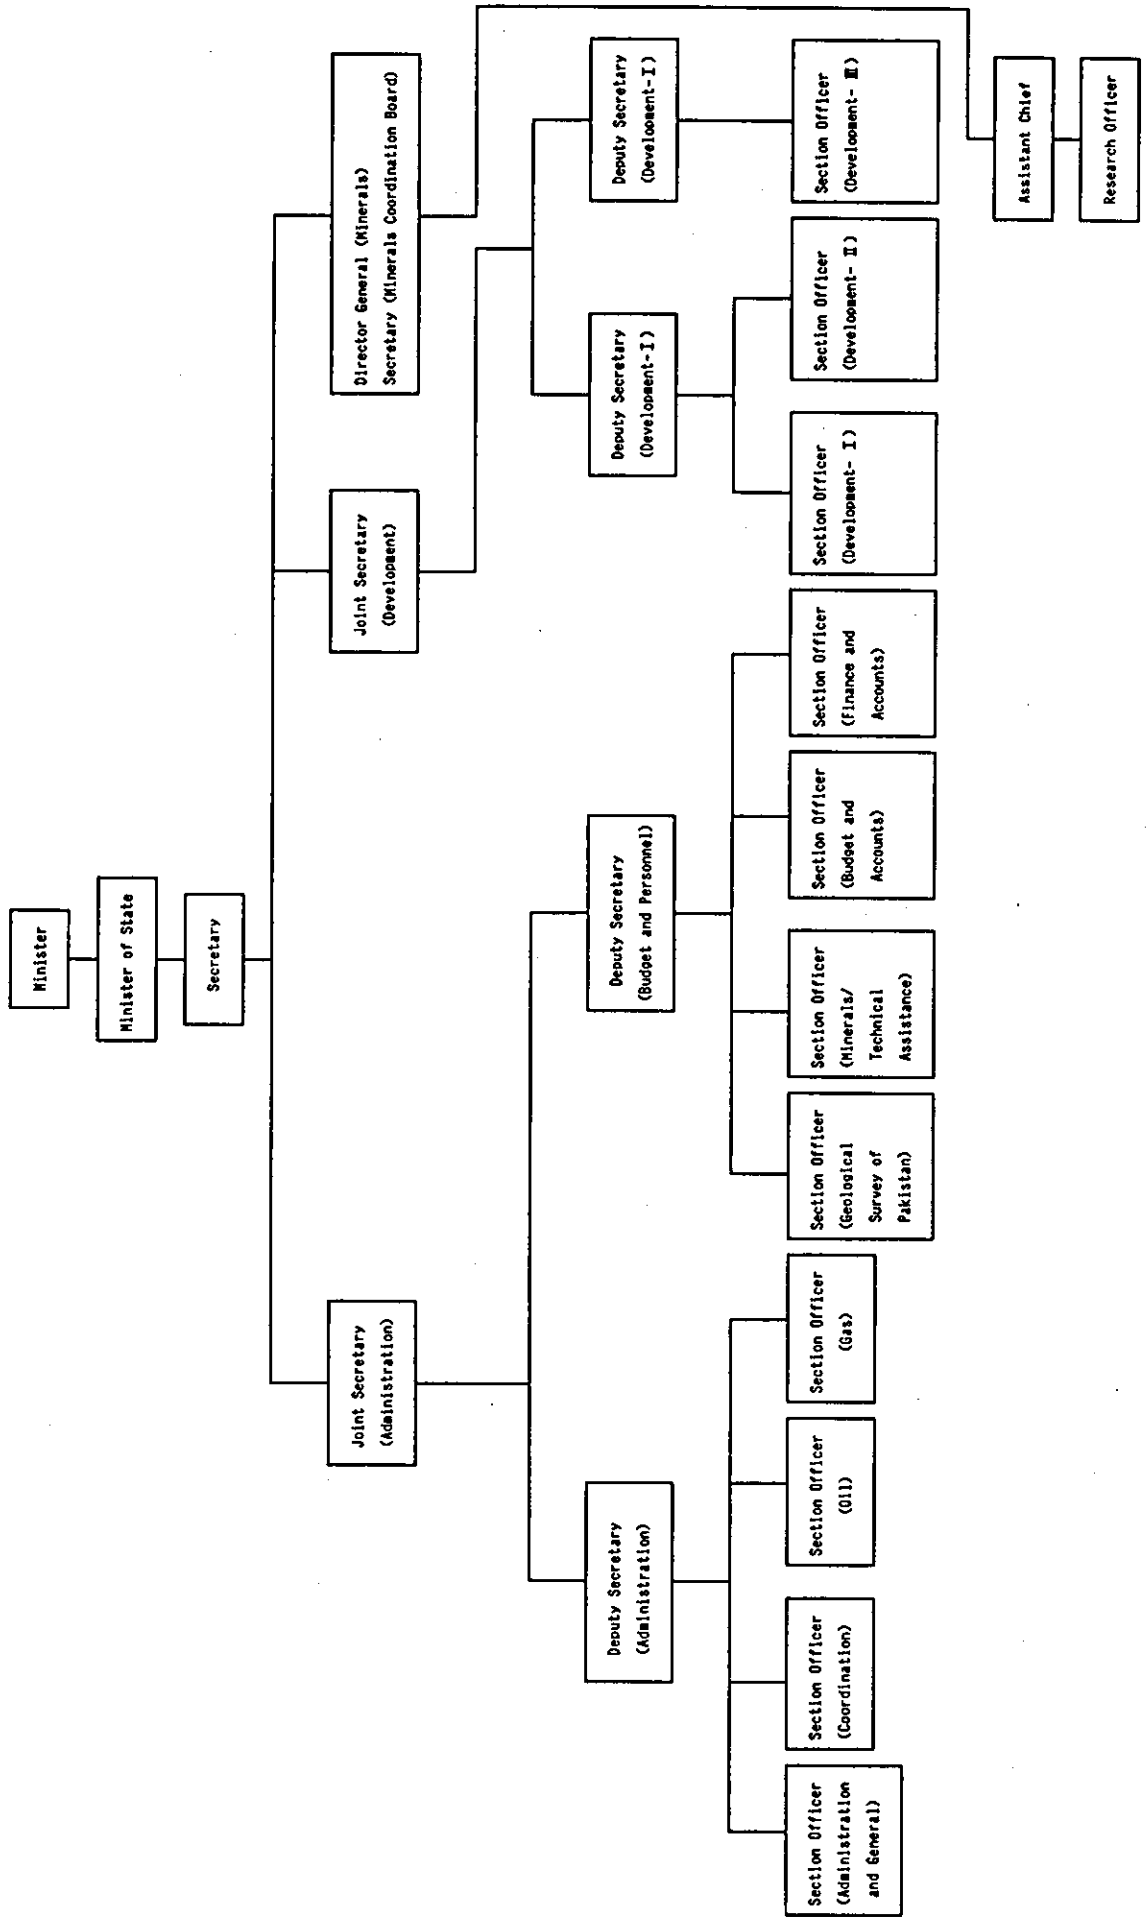 Minister
Minister of State
Secretary
Joint Secretary
(Administration)
Joint Secretary
(Development)
Director General (Minerals)
Secretary (Minerals Coordination Board)
Deputy Secretary
(Administration)
Deputy Secretary
(Budget and Personnel)
Deputy Secretary
(Development-I)
Deputy Secretary
(Development-I)
Section Officer
(Administration
and General)
Section Officer
(Coordination)
Section Officer
(Oil)
Section Officer
(Gas)
Section Officer
(Geological
Survey of
Pakistan)
Section Officer
(Minerals/
Technical
Assistance)
Section Officer
(Budget and
Accounts)
Section Officer
(Finance and
Accounts)
Section Officer
(Development- I)
Section Officer
(Development- II)
Section Officer
(Development- III)
Assistant Chief
Research Officer